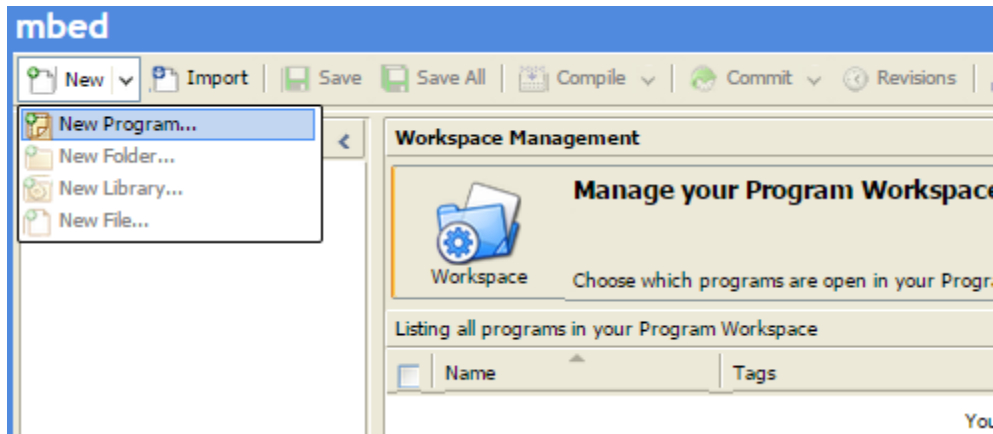 mbed
New Import Save Save All Compile Commit Revisions
New Program...
New Folder...
New Library...
New File...
Workspace Management
Manage your Program Workspace
Workspace
Choose which programs are open in your Progr
Listing all programs in your Program Workspace
Name Tags
You